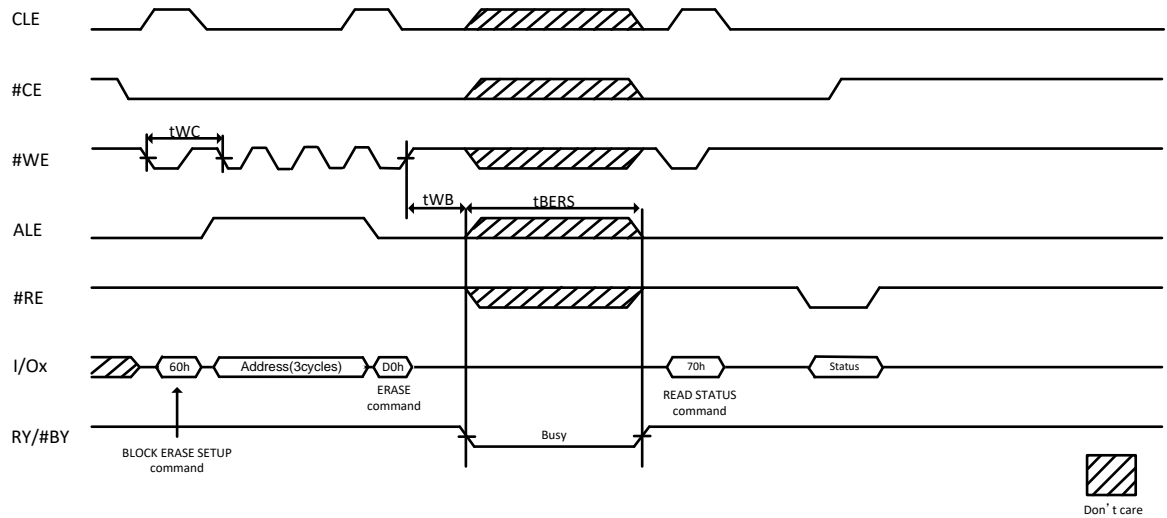 CLE
#CE
tWC
#WE
tWB
tBERS
ALE
#RE
I/Ox
60h
Address(3cycles)
D0h
70h
Status
ERASE
command
READ STATUS
command
RY/#BY
Busy
BLOCK ERASE SETUP
command
Don’t care